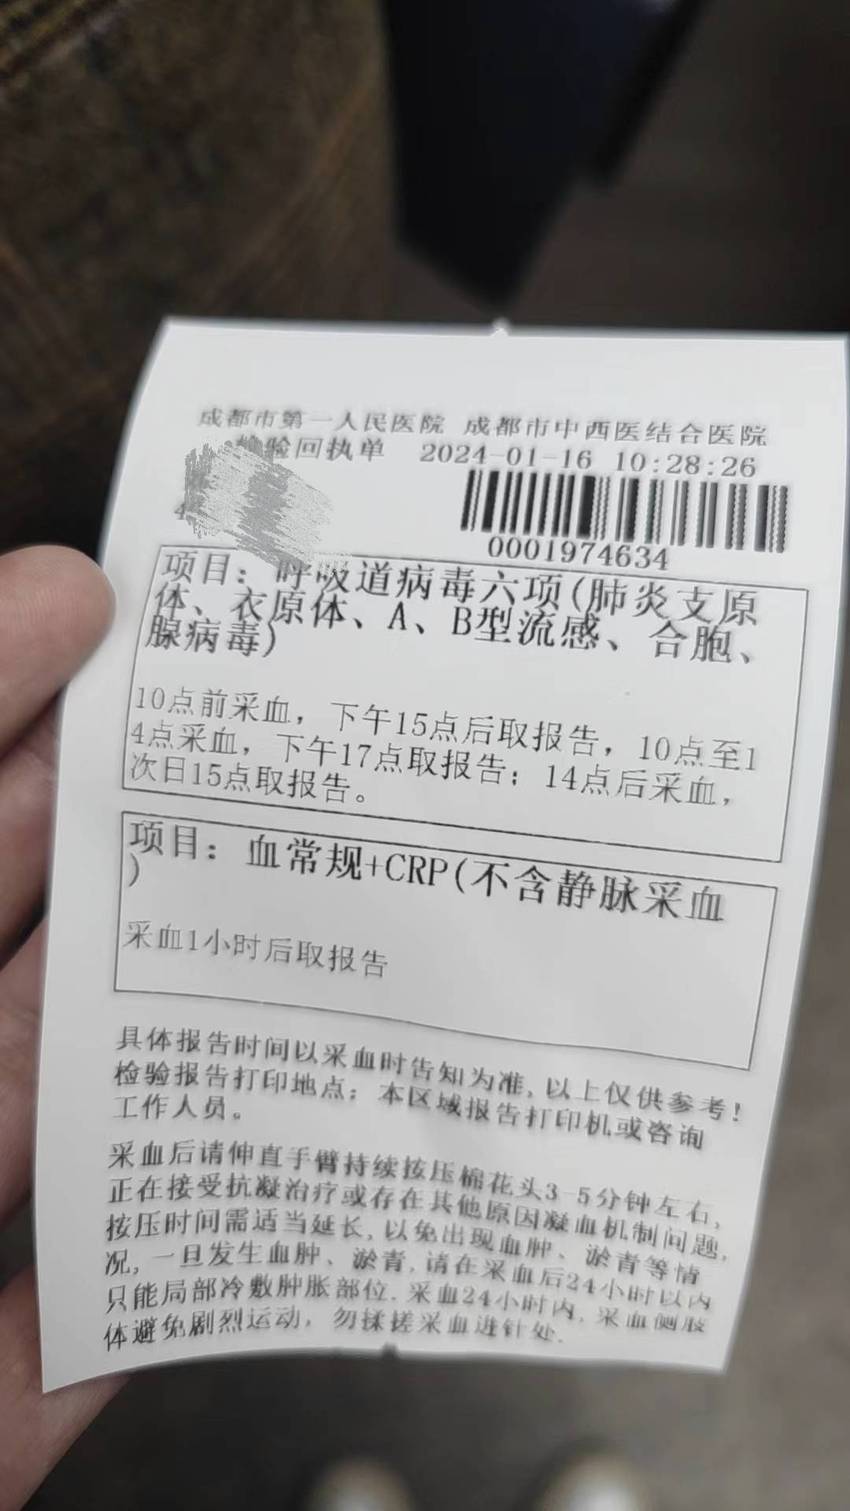 成都市第一人民医院 成都市中西医结合医院
检验回执单 2024-01-16 10:28:26
4
0001974634
项目：呼吸道病毒六项(肺炎支原
体、衣原体、A、B型流感、合胞、
腺病毒)
10点前采血，下午15点后取报告，10点至1
4点采血，下午17点取报告；14点后采血，
次日15点取报告。
项目：血常规+CRP(不含静脉采血
)
采血1小时后取报告
具体报告时间以采血时告知为准,以上仅供参考!
检验报告打印地点：本区域报告打印机或咨询
工作人员。
采血后请伸直手臂持续按压棉花头3-5分钟左右,
正在接受抗凝治疗或存在其他原因凝血机制问题,
按压时间需适当延长,以免出现血肿、淤青等情
况,一旦发生血肿、淤青,请在采血后24小时以内
只能局部冷敷肿胀部位.采血24小时内,采血侧肢
体避免剧烈运动，勿揉搓采血进针处.